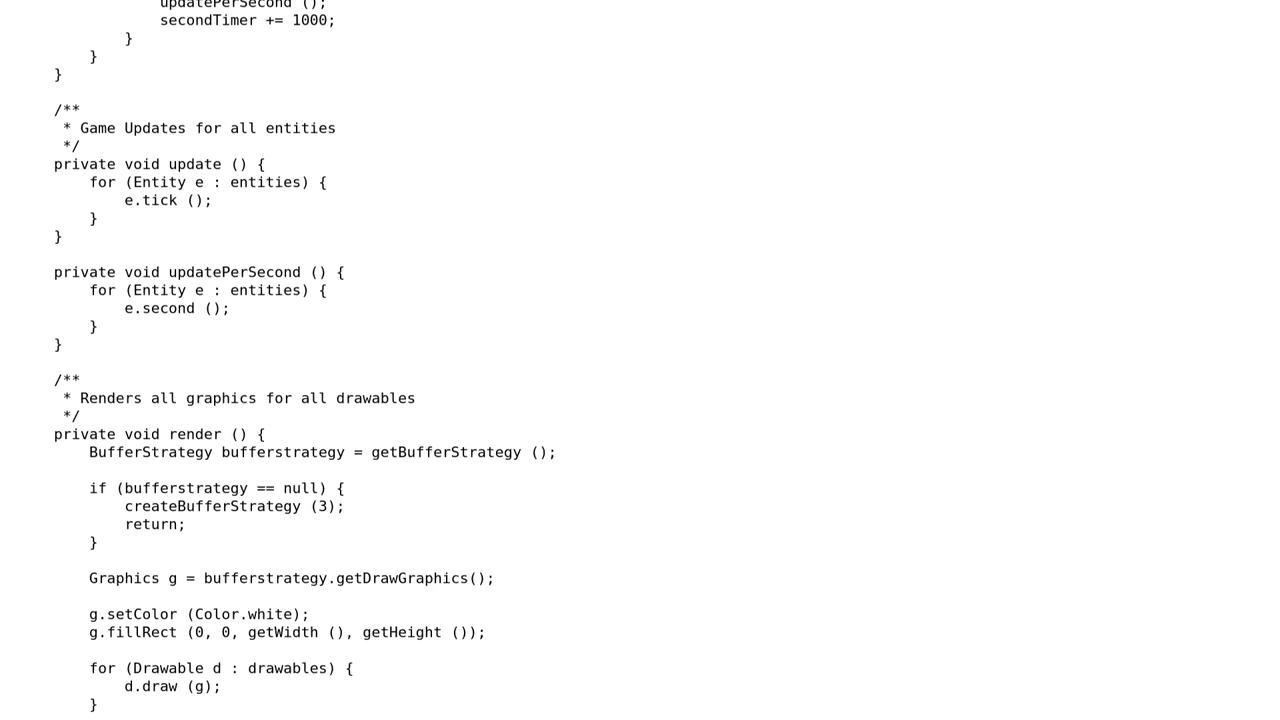 updatePerSecond ();
            secondTimer += 1000;
        }
    }
}

/**
 * Game Updates for all entities
 */
private void update () {
    for (Entity e : entities) {
        e.tick ();
    }
}

private void updatePerSecond () {
    for (Entity e : entities) {
        e.second ();
    }
}

/**
 * Renders all graphics for all drawables
 */
private void render () {
    BufferStrategy bufferstrategy = getBufferStrategy ();

    if (bufferstrategy == null) {
        createBufferStrategy (3);
        return;
    }

    Graphics g = bufferstrategy.getDrawGraphics();

    g.setColor (Color.white);
    g.fillRect (0, 0, getWidth (), getHeight ());

    for (Drawable d : drawables) {
        d.draw (g);
    }